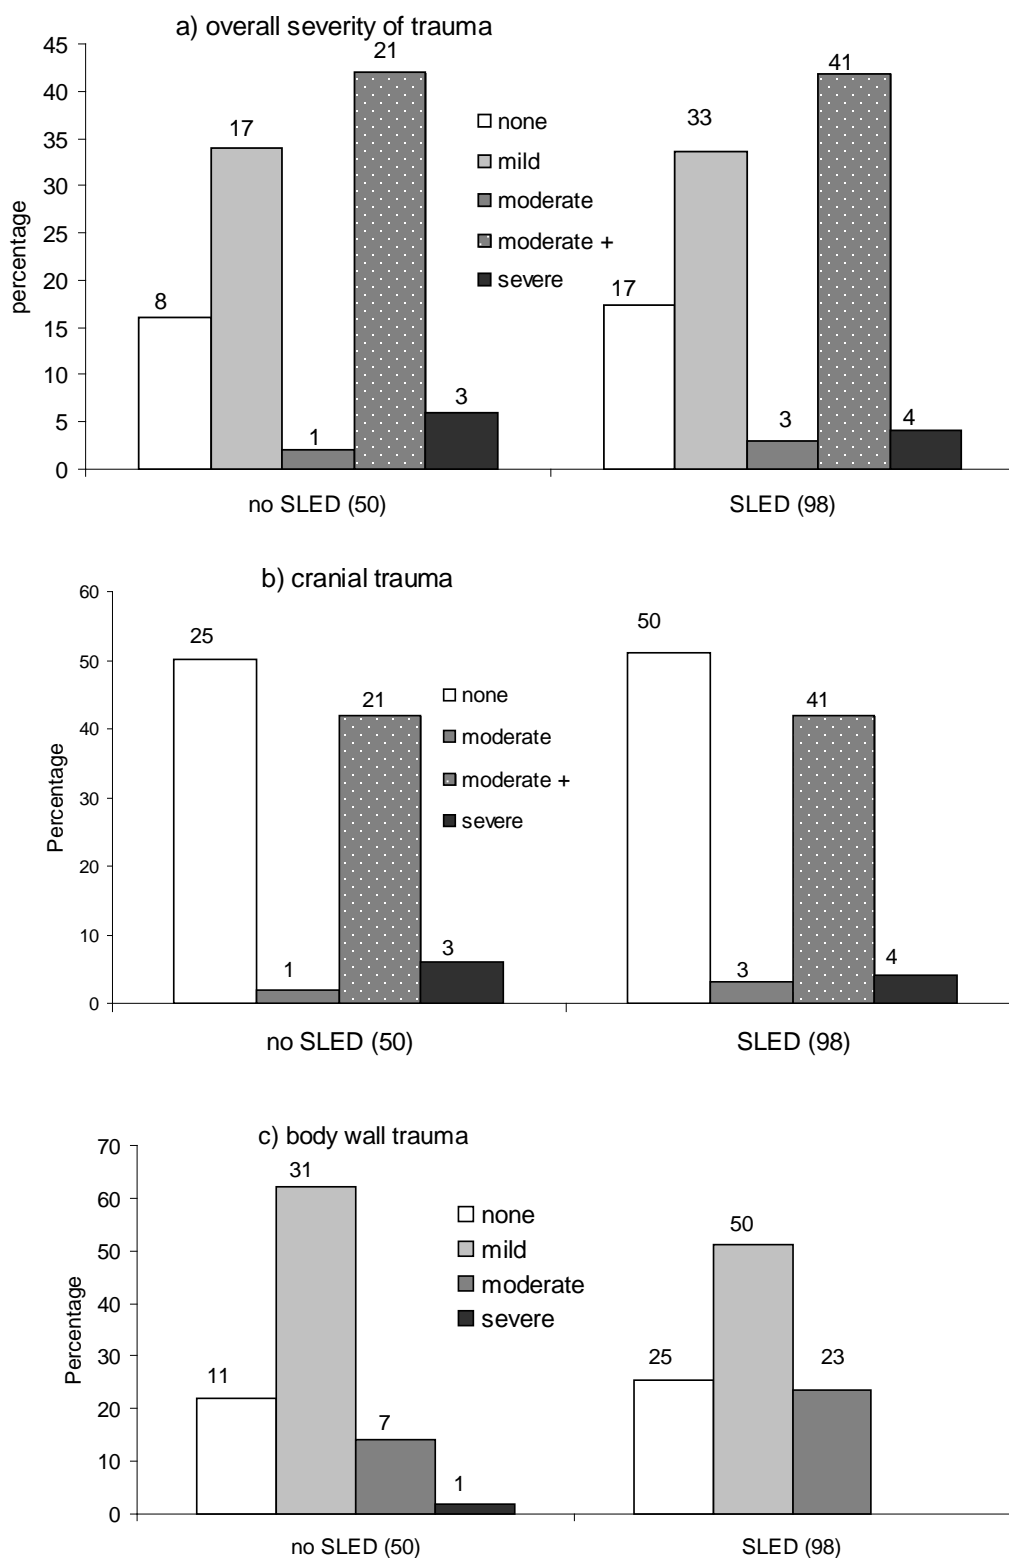 a) overall severity of trauma
45
40
35
30
25
20
15
10
5
0
percentage
8
17
1
21
3
none
mild
moderate
moderate +
severe
17
33
3
41
4
no SLED (50)
SLED (98)
b) cranial trauma
60
50
40
30
20
10
0
Percentage
25
1
21
3
none
moderate
moderate +
severe
50
3
41
4
no SLED (50)
SLED (98)
c) body wall trauma
70
60
50
40
30
20
10
0
Percentage
11
31
7
1
none
mild
moderate
severe
25
50
23
no SLED (50)
SLED (98)